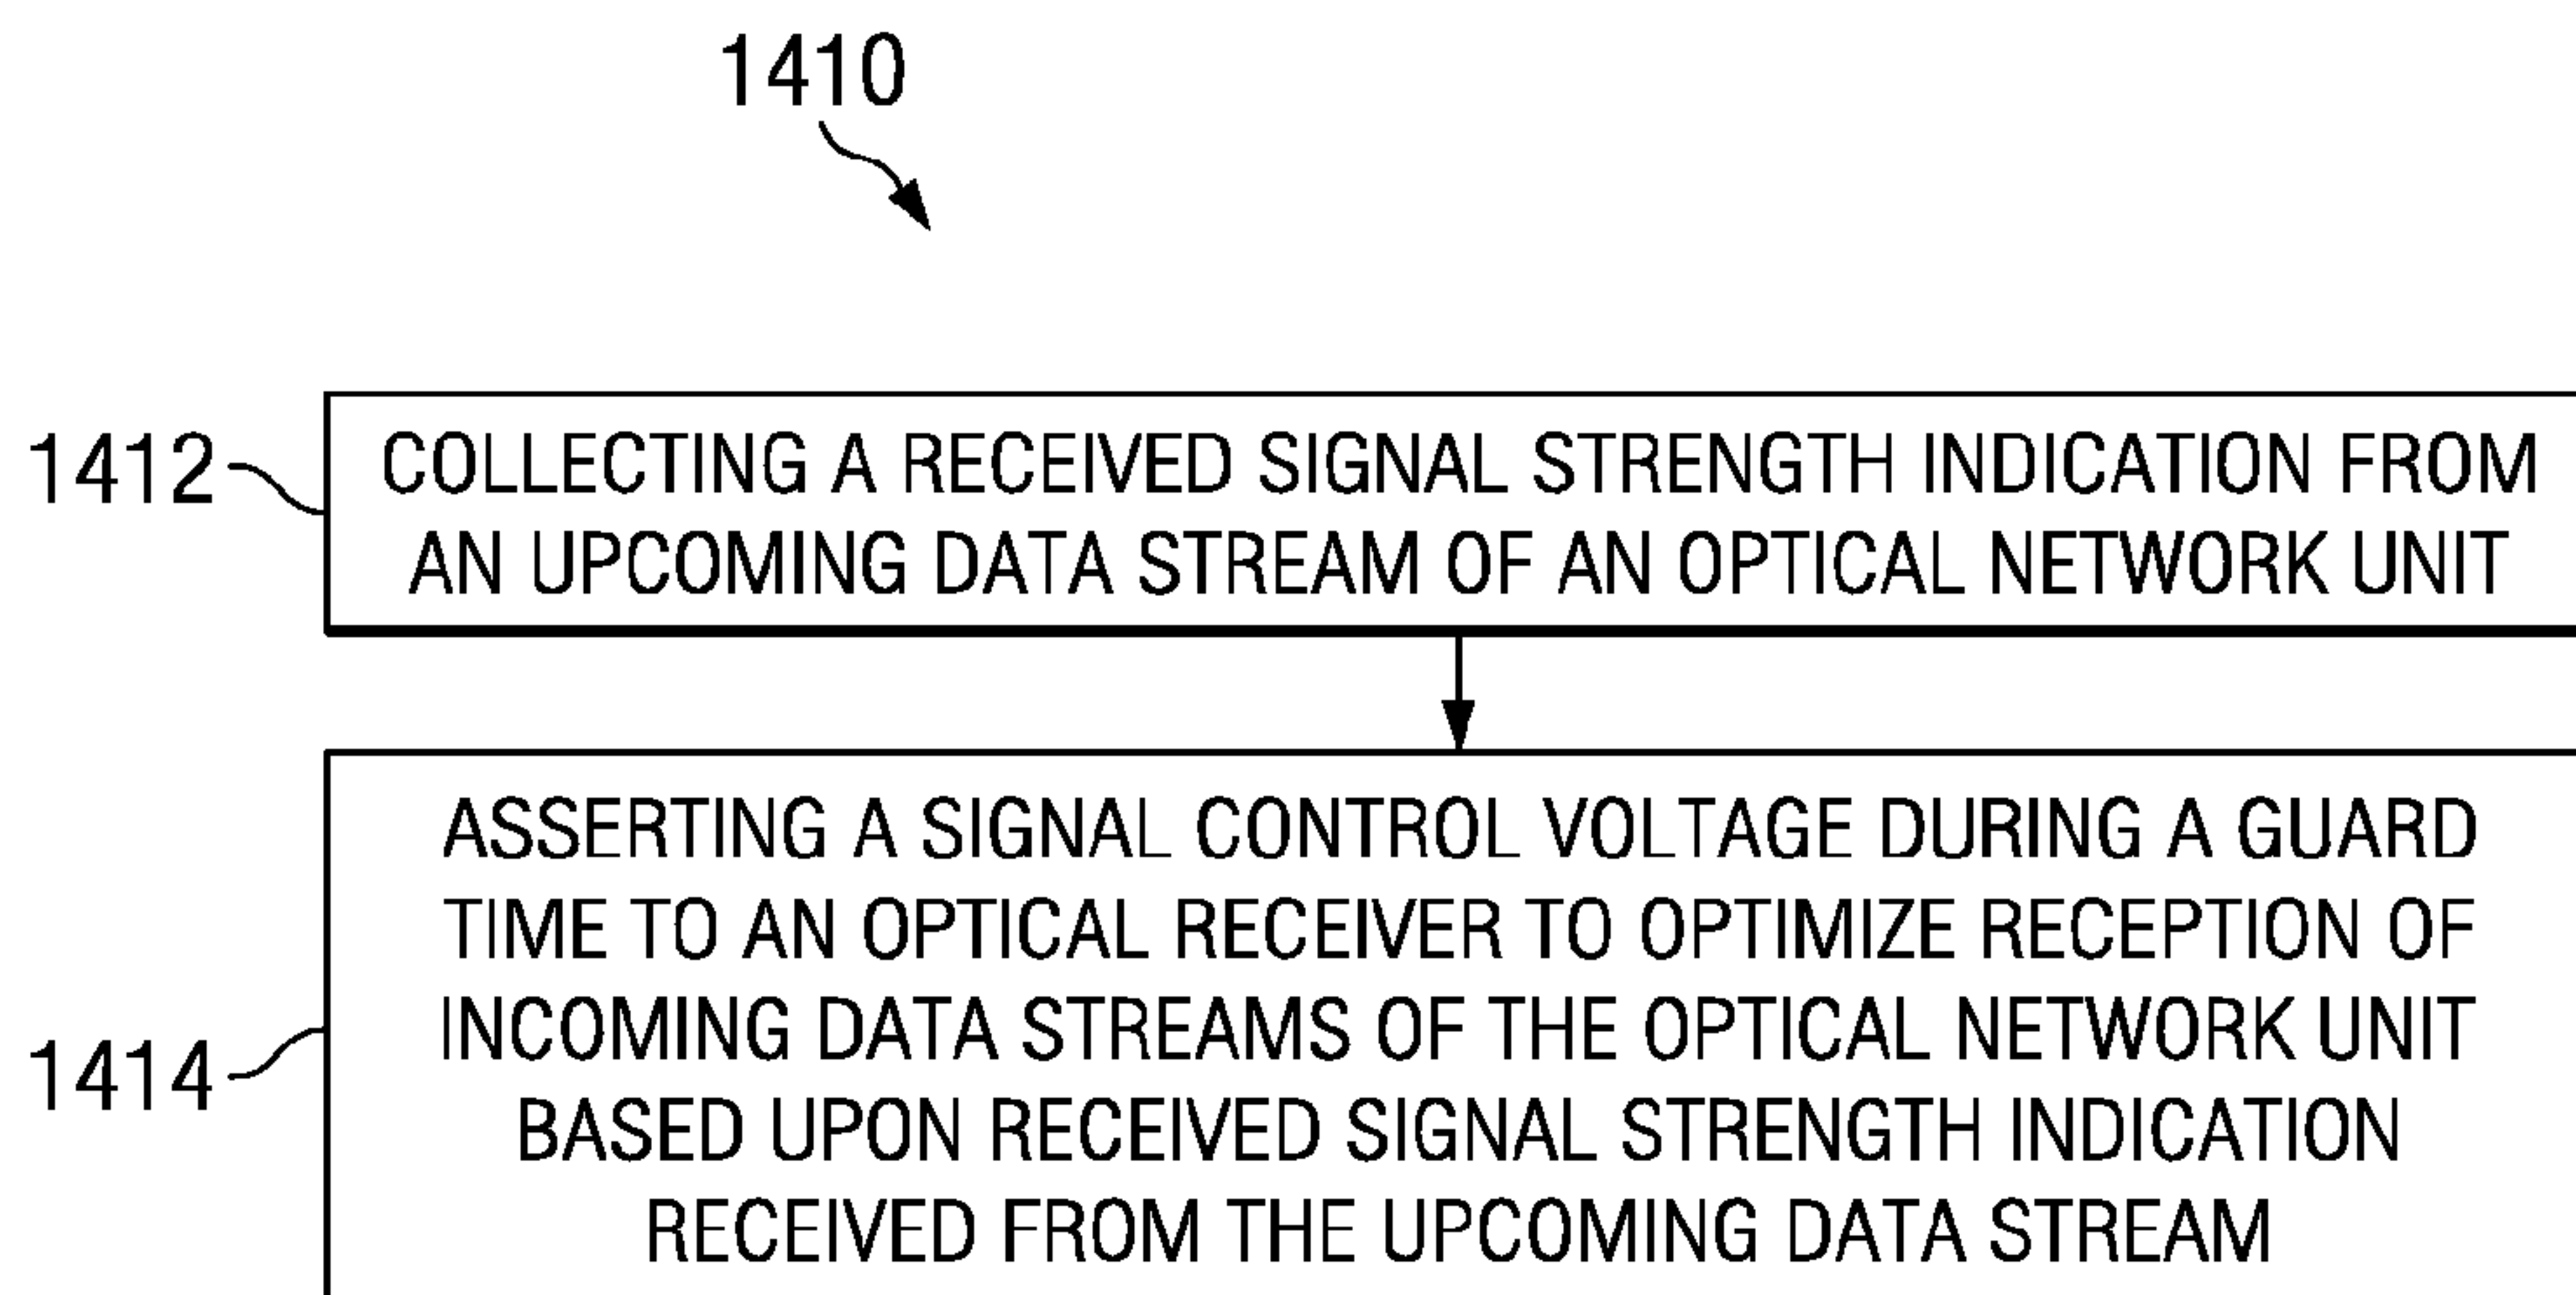 1410
1412
COLLECTING A RECEIVED SIGNAL STRENGTH INDICATION FROM
AN UPCOMING DATA STREAM OF AN OPTICAL NETWORK UNIT
1414
ASSERTING A SIGNAL CONTROL VOLTAGE DURING A GUARD
TIME TO AN OPTICAL RECEIVER TO OPTIMIZE RECEPTION OF
INCOMING DATA STREAMS OF THE OPTICAL NETWORK UNIT
BASED UPON RECEIVED SIGNAL STRENGTH INDICATION
RECEIVED FROM THE UPCOMING DATA STREAM